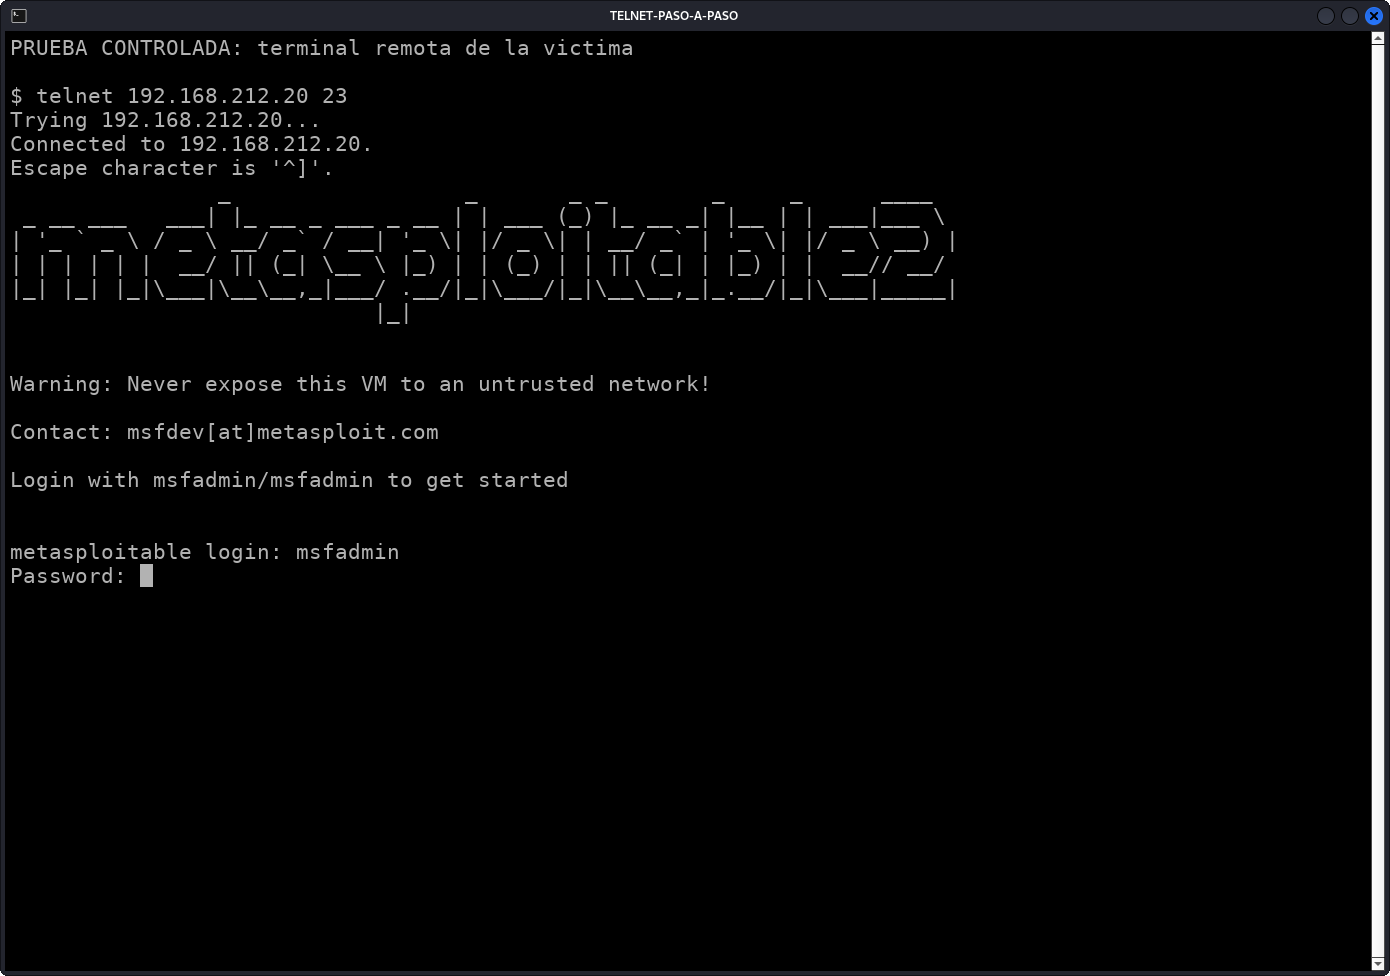 TELNET-PASO-A-PASO
PRUEBA CONTROLADA: terminal remota de la victima
$ telnet 192.168.212.20 23
Trying 192.168.212.20...
Connected to 192.168.212.20.
Escape character is '^]'.
metasploitable2
Warning: Never expose this VM to an untrusted network!
Contact: msfdev[at]metasploit.com
Login with msfadmin/msfadmin to get started
metasploitable login: msfadmin
Password: